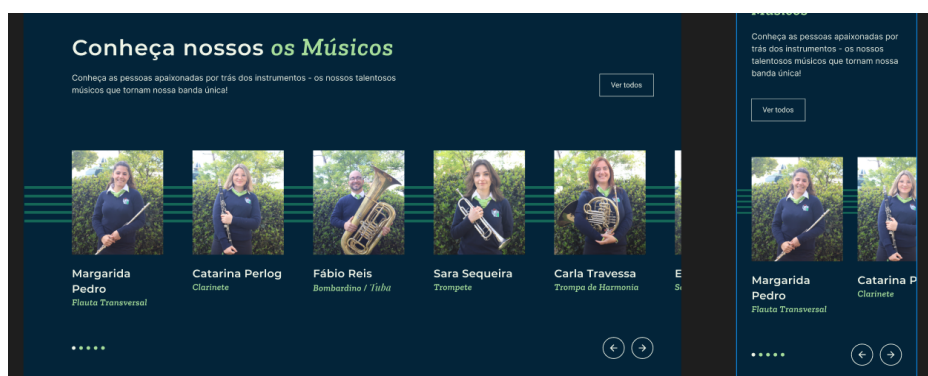 Conheça nossos os Músicos
Conheça as pessoas apaixonadas por trás dos instrumentos - os nossos talentosos
músicos que tornam nossa banda única!
Ver todos
Margarida
Pedro
Flauta Transversal
Catarina Perlog
Clarinete
Fábio Reis
Bombardino / Tuba
Sara Sequeira
Trompete
Carla Travessa
Trompa de Harmonia
E
Músicos
Conheça as pessoas apaixonadas por
trás dos instrumentos - os nossos
talentosos músicos que tornam nossa
banda única!
Ver todos
Margarida
Pedro
Flauta Transversal
Catarina P
Clarinete